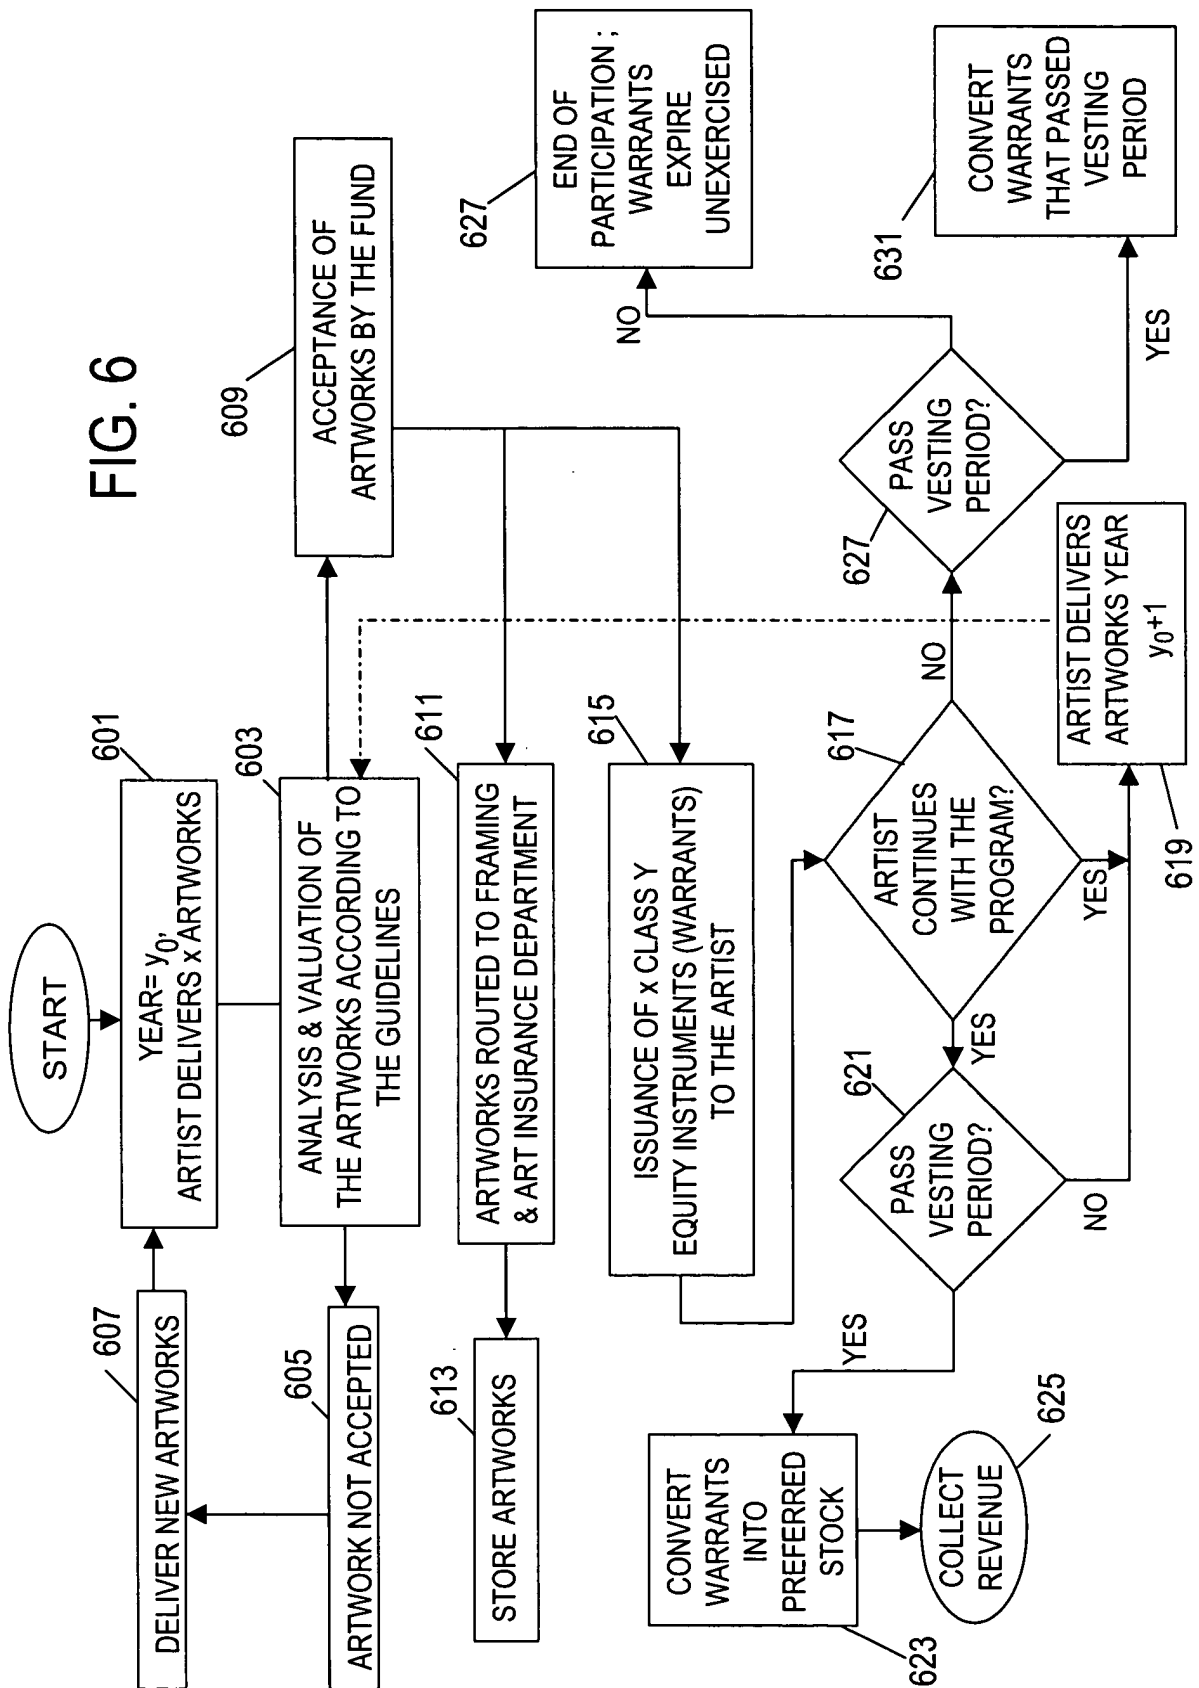 FIG. 6
START
601
YEAR= y0,
ARTIST DELIVERS x ARTWORKS
607
DELIVER NEW ARTWORKS
603
ANALYSIS & VALUATION OF
THE ARTWORKS ACCORDING TO
THE GUIDELINES
605
ARTWORK NOT ACCEPTED
609
ACCEPTANCE OF
ARTWORKS BY THE FUND
611
ARTWORKS ROUTED TO FRAMING
& ART INSURANCE DEPARTMENT
613
STORE ARTWORKS
615
ISSUANCE OF x CLASS Y
EQUITY INSTRUMENTS (WARRANTS)
TO THE ARTIST
617
ARTIST
CONTINUES
WITH THE
PROGRAM?
NO
YES
YES
619
ARTIST DELIVERS
ARTWORKS YEAR
y0+1
621
PASS
VESTING
PERIOD?
NO
YES
623
CONVERT
WARRANTS
INTO
PREFERRED
STOCK
625
COLLECT
REVENUE
627
PASS
VESTING
PERIOD?
NO
YES
627
END OF
PARTICIPATION ;
WARRANTS
EXPIRE
UNEXERCISED
631
CONVERT
WARRANTS
THAT PASSED
VESTING
PERIOD